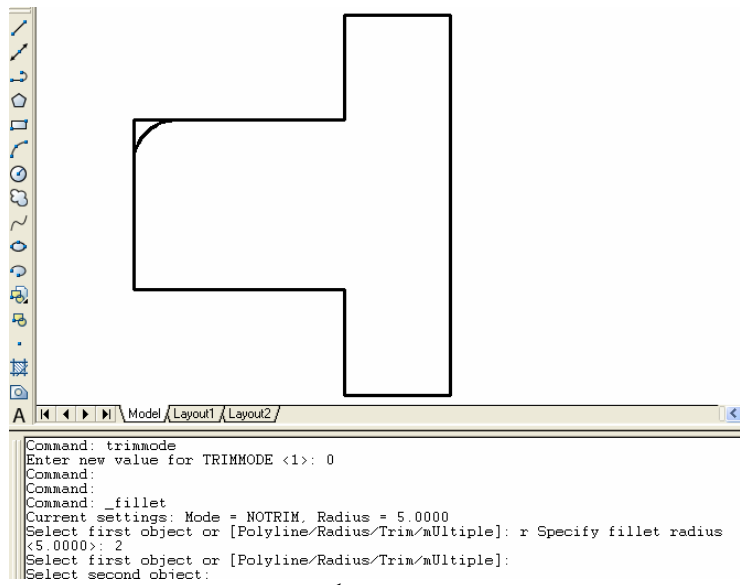 A
Model Layout1 Layout2
Command: trimmode
Enter new value for TRIMMODE <1>: 0
Command:
Command:
Command: _fillet
Current settings: Mode = NOTRIM, Radius = 5.0000
Select first object or [Polyline/Radius/Trim/mUltiple]: r Specify fillet radius
<5.0000>: 2
Select first object or [Polyline/Radius/Trim/mUltiple]:
Select second object: